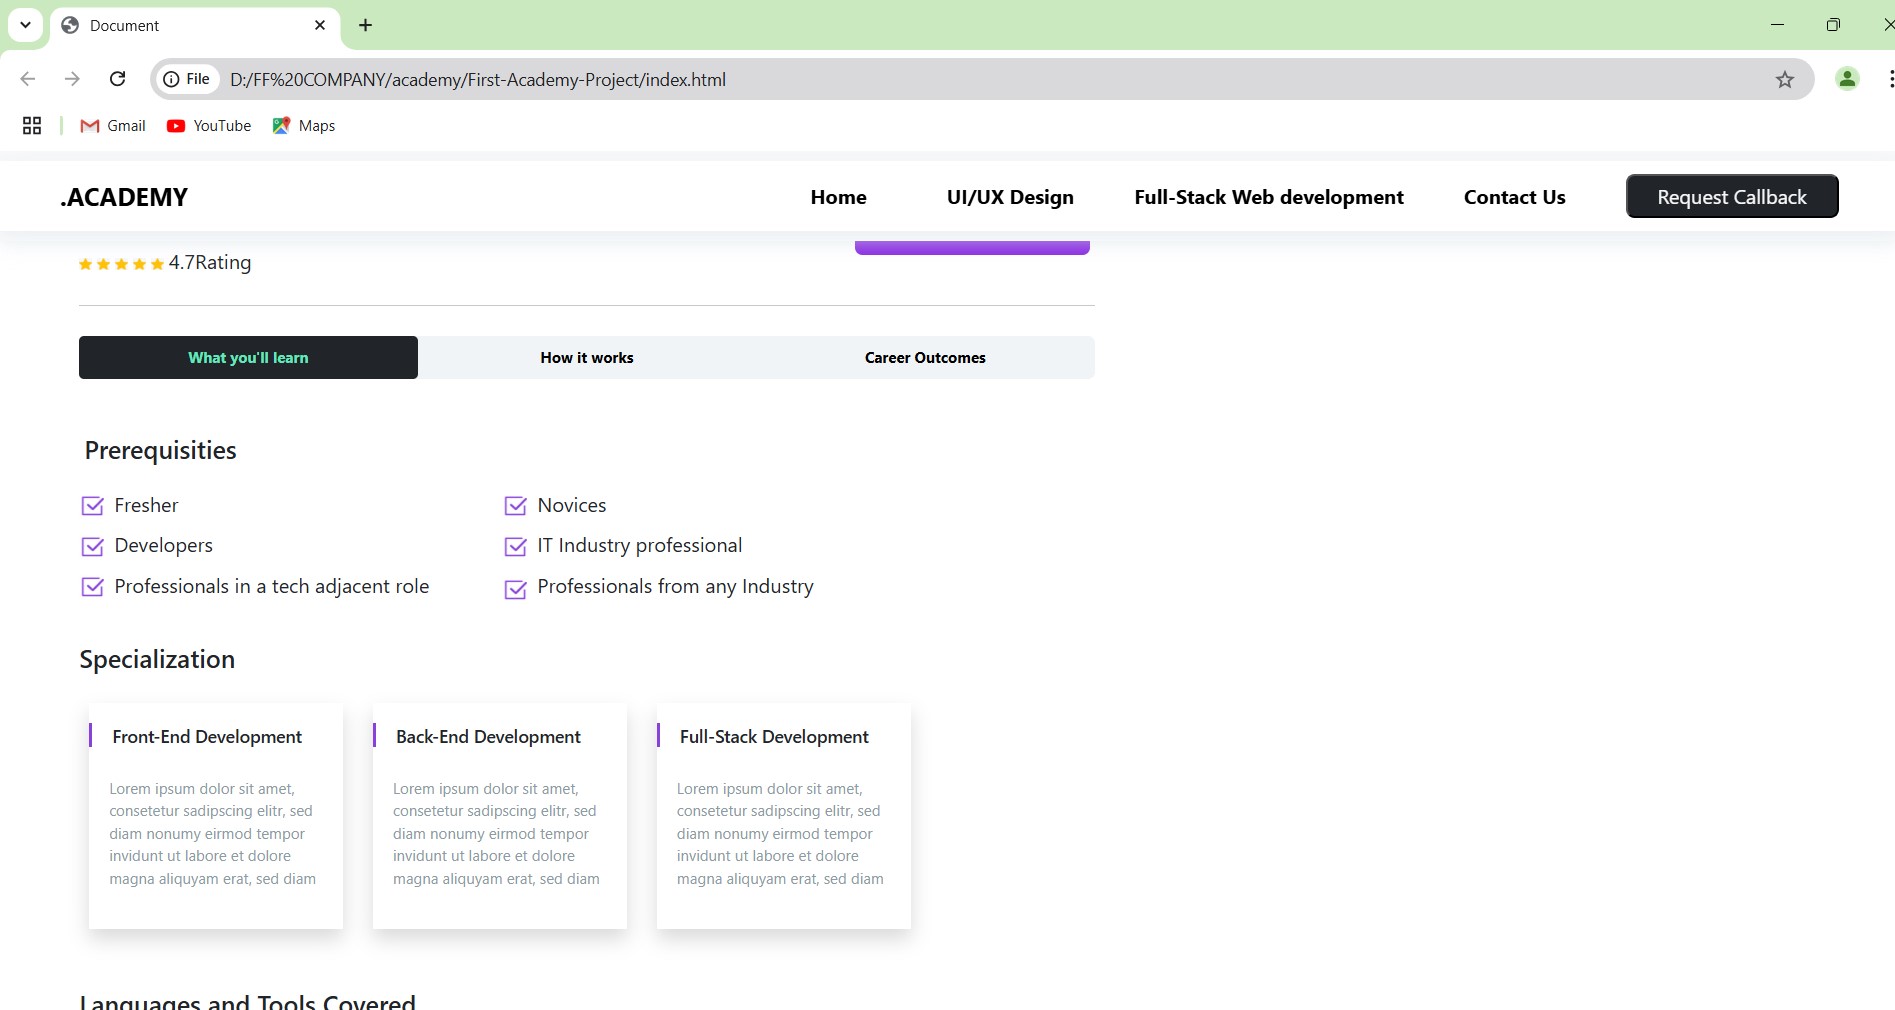 Document
File D:/FF%20COMPANY/academy/First-Academy-Project/index.html
Gmail YouTube Maps
.ACADEMY Home UI/UX Design Full-Stack Web development Contact Us Request Callback
4.7Rating
What you'll learn How it works Career Outcomes
Prerequisities
Fresher Novices
Developers IT Industry professional
Professionals in a tech adjacent role Professionals from any Industry
Specialization
Front-End Development
Lorem ipsum dolor sit amet,
consetetur sadipscing elitr, sed
diam nonumy eirmod tempor
invidunt ut labore et dolore
magna aliquyam erat, sed diam
Back-End Development
Lorem ipsum dolor sit amet,
consetetur sadipscing elitr, sed
diam nonumy eirmod tempor
invidunt ut labore et dolore
magna aliquyam erat, sed diam
Full-Stack Development
Lorem ipsum dolor sit amet,
consetetur sadipscing elitr, sed
diam nonumy eirmod tempor
invidunt ut labore et dolore
magna aliquyam erat, sed diam
Languages and Tools Covered